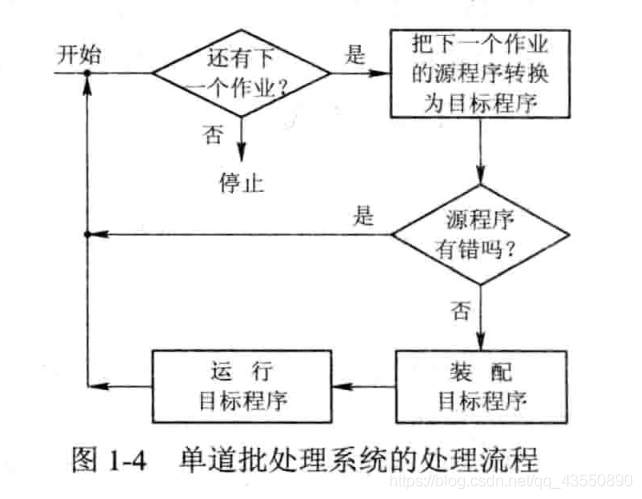 开始
还有下
一个作业？
是
把下一个作业
的源程序转换
为目标程序
否
停止
是
源程序
有错吗？
否
运 行
目标程序
装 配
目标程序
图 1-4 单道批处理系统的处理流程
https://blog.csdn.net/qq_43550890